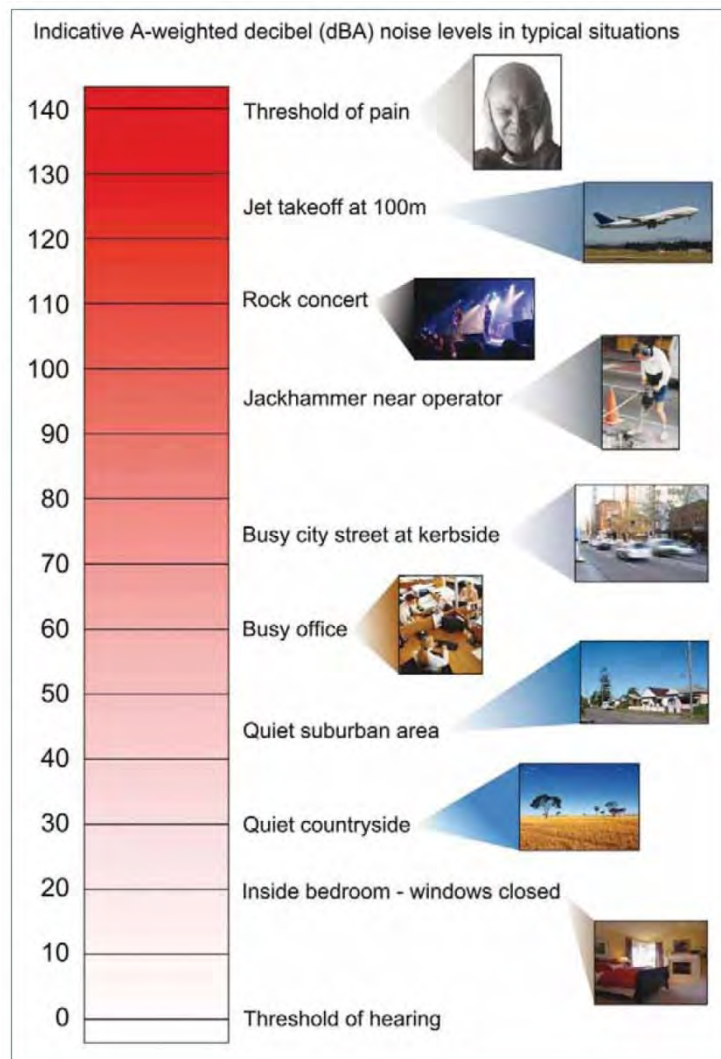 Indicative A-weighted decibel (dBA) noise levels in typical situations
140
Threshold of pain
130
Jet takeoff at 100m
120
110
Rock concert
100
Jackhammer near operator
90
80
Busy city street at kerbside
70
60
Busy office
50
Quiet suburban area
40
30
Quiet countryside
20
Inside bedroom - windows closed
10
0
Threshold of hearing